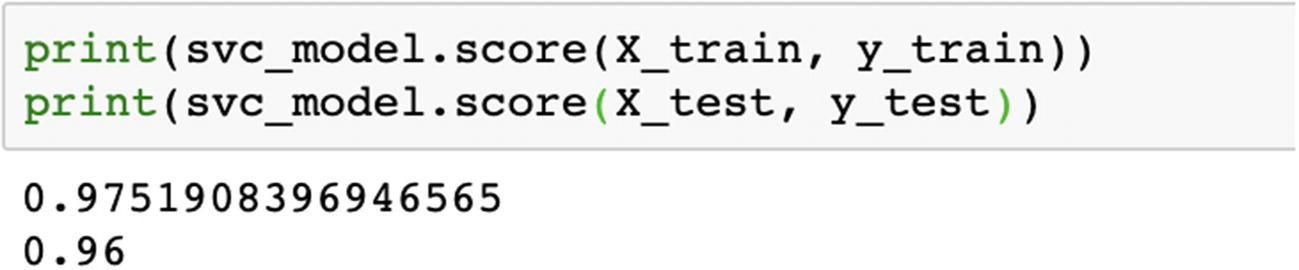 print(svc_model.score(X_train, y_train))
print(svc_model.score(X_test, y_test))
0.9751908396946565
0.96